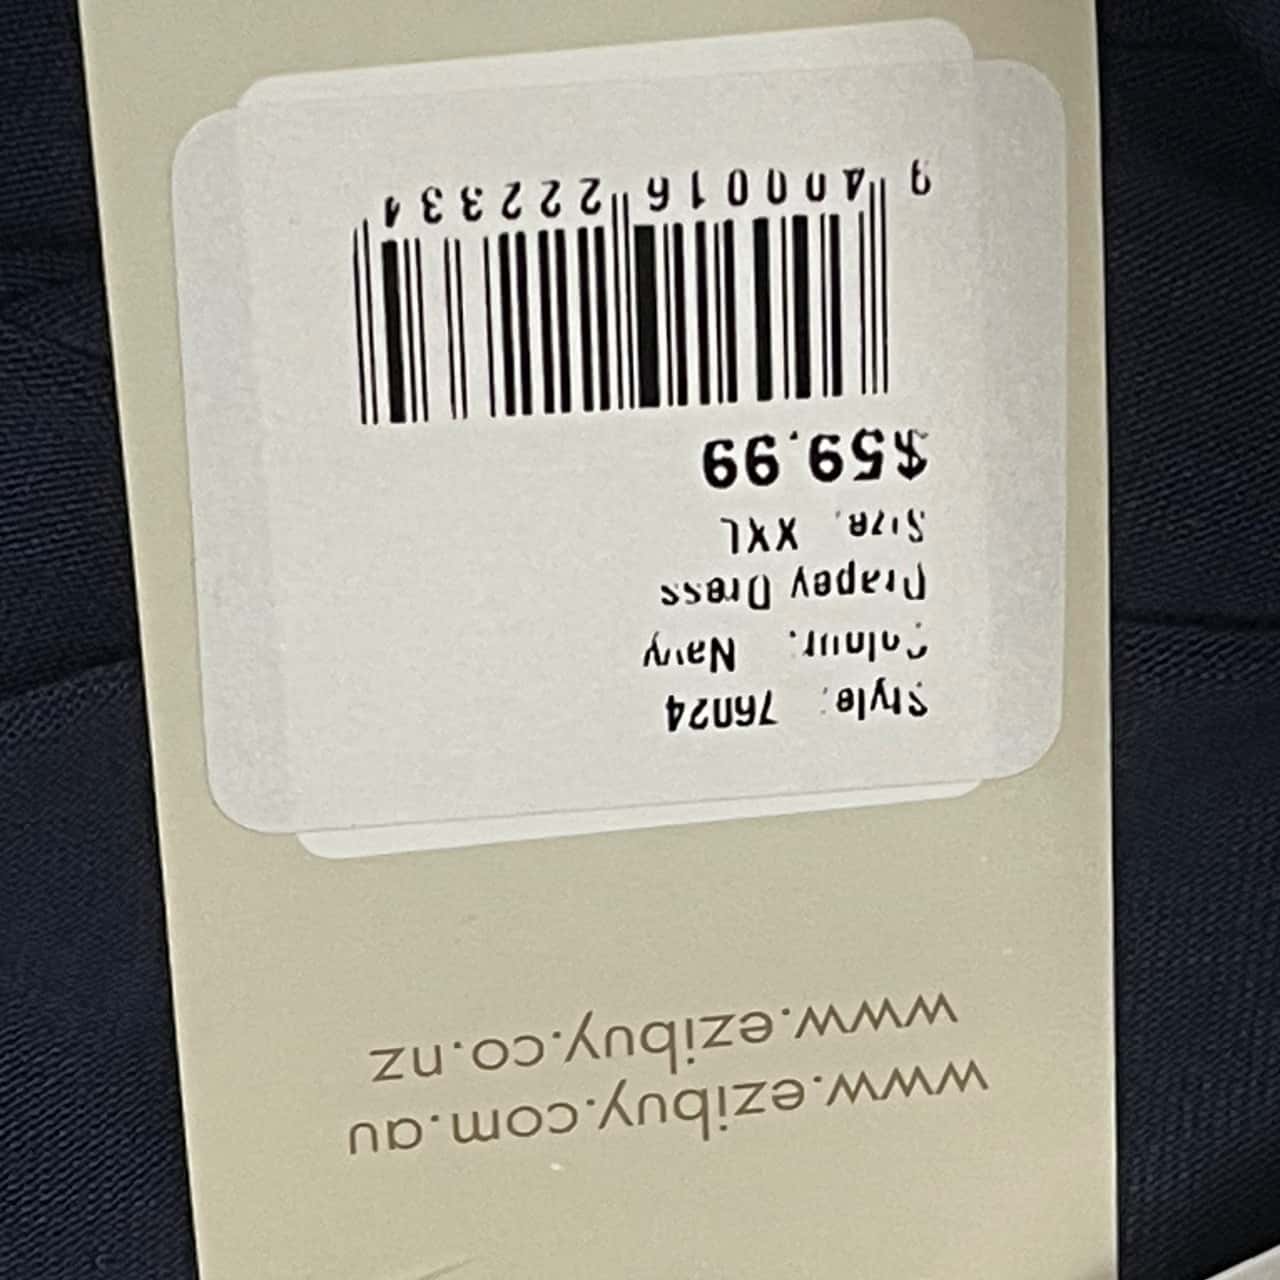 www.ezibuy.com.au
www.ezibuy.co.nz
Style: 76024
Colour: Navy
Drapey Dress
Size: XXL
$59.99
9 400016 222334